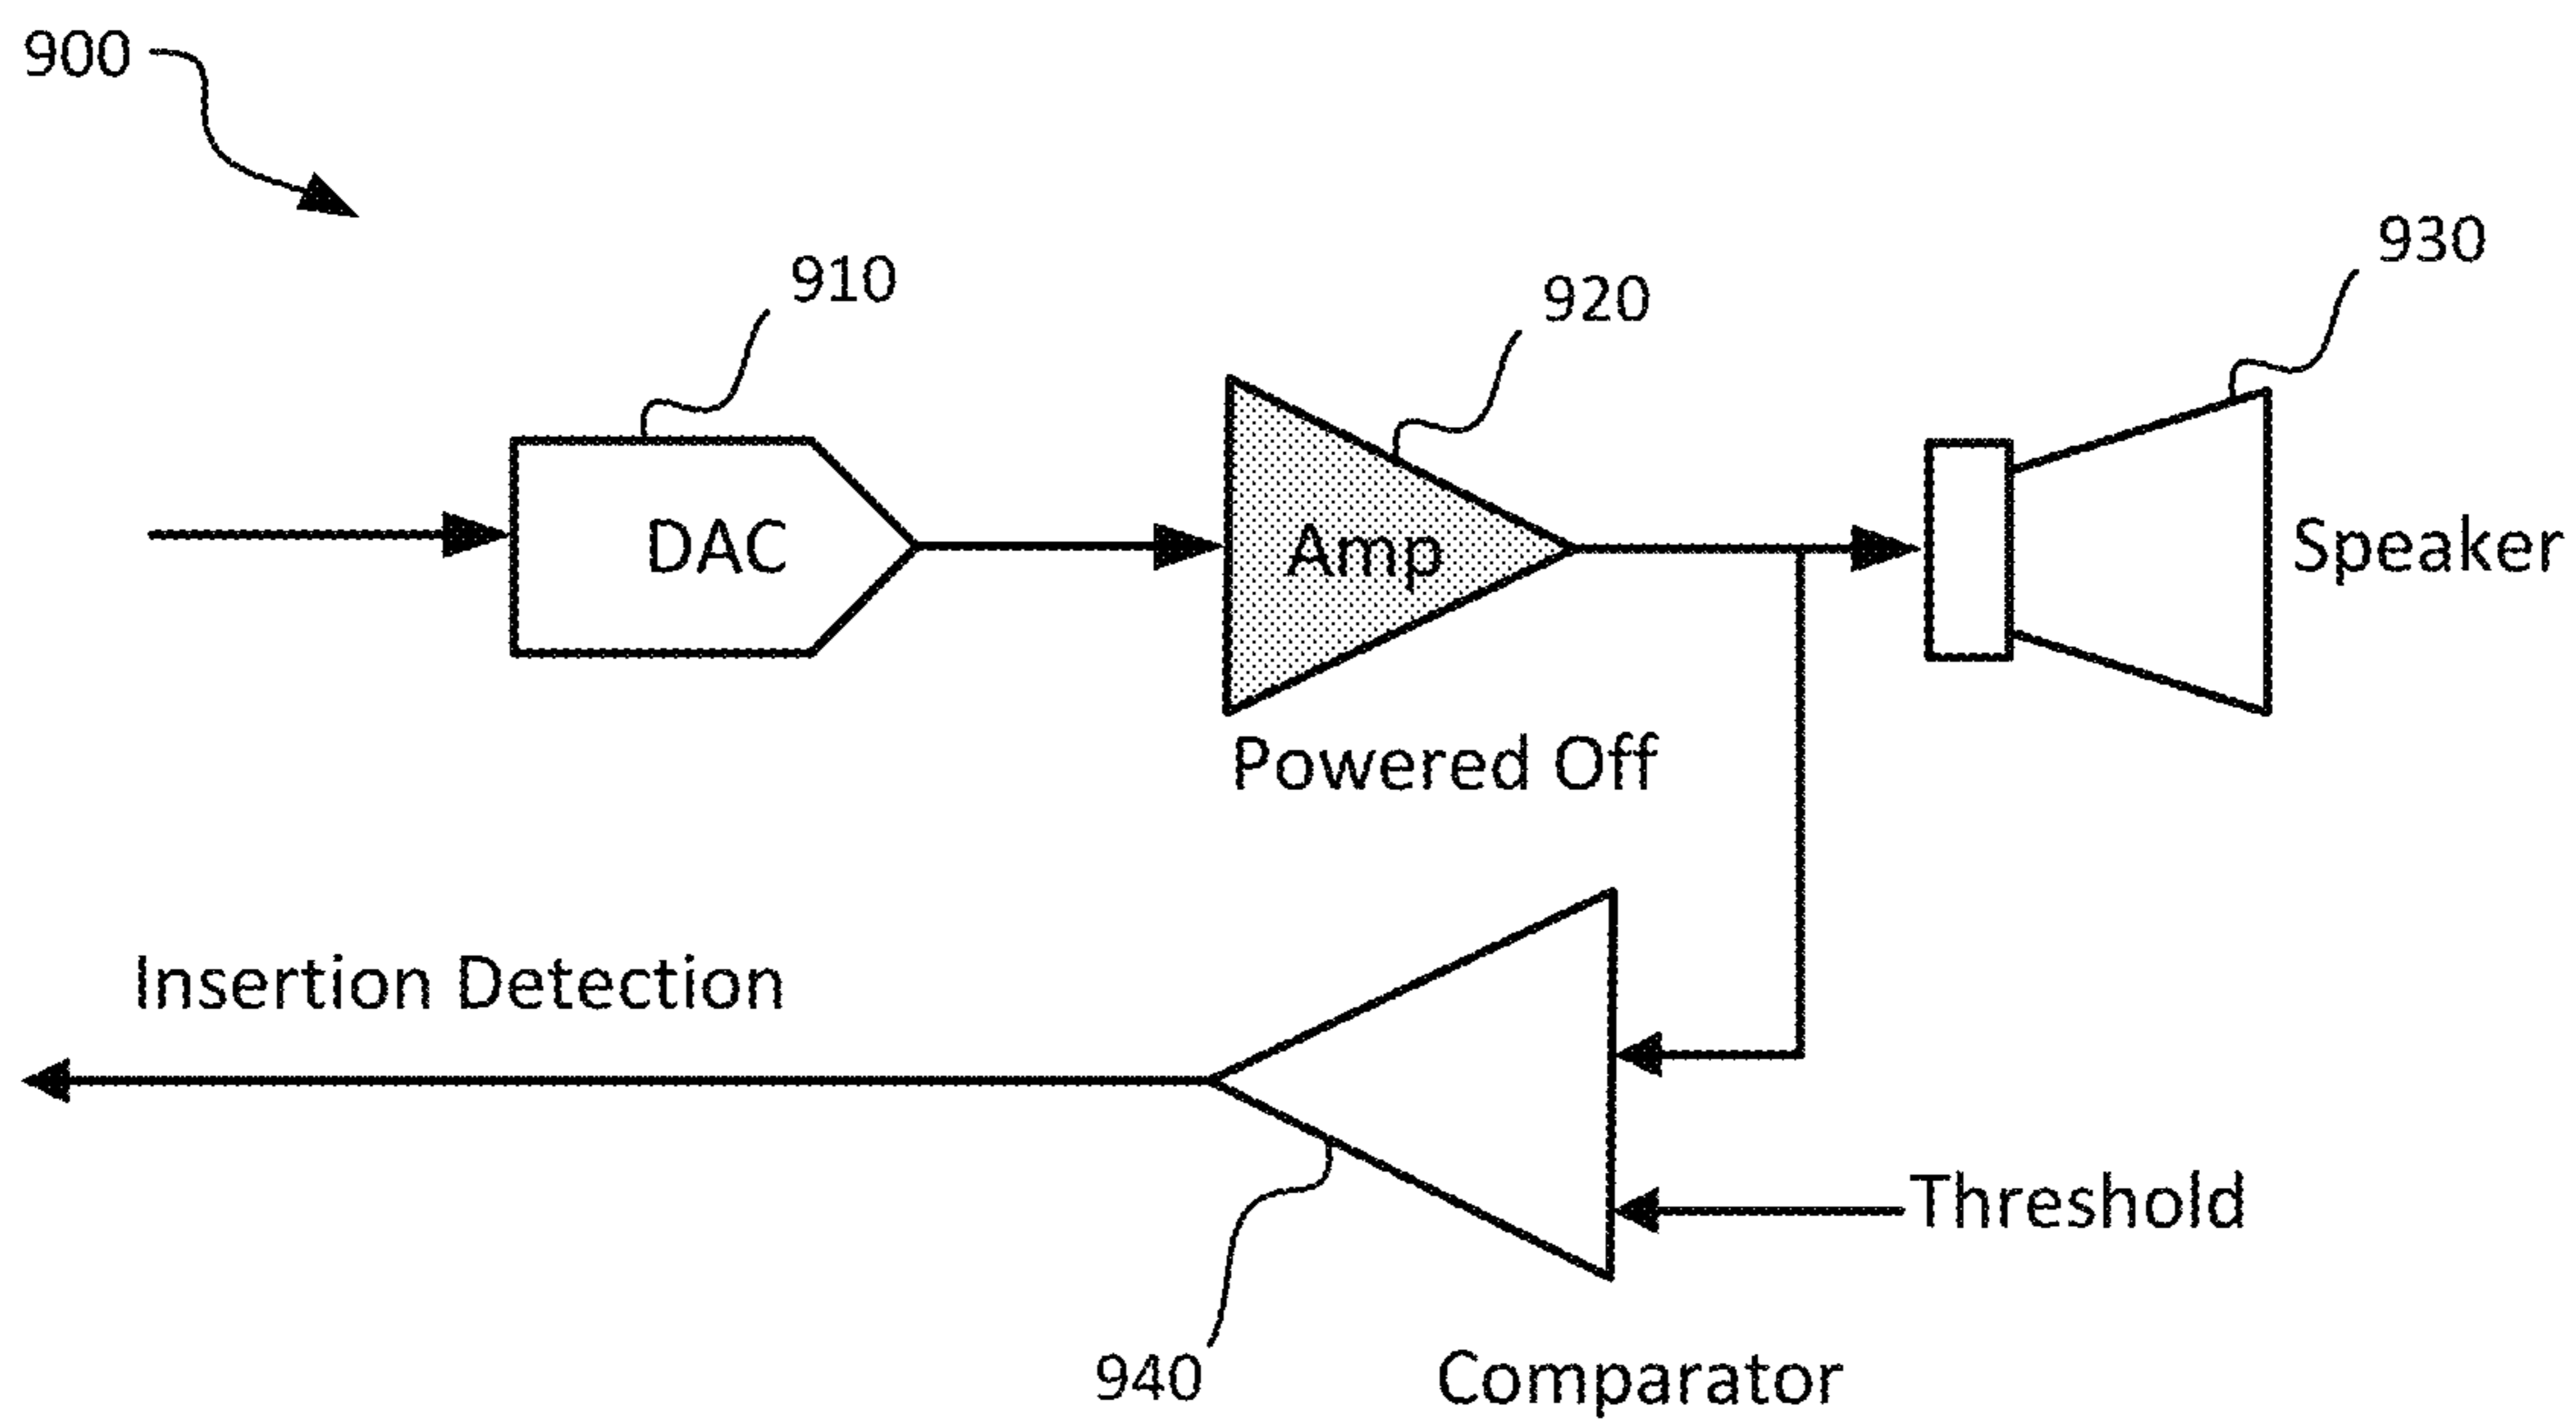 900
910
920
930
DAC
Amp
Speaker
Powered Off
Insertion Detection
Threshold
940
Comparator